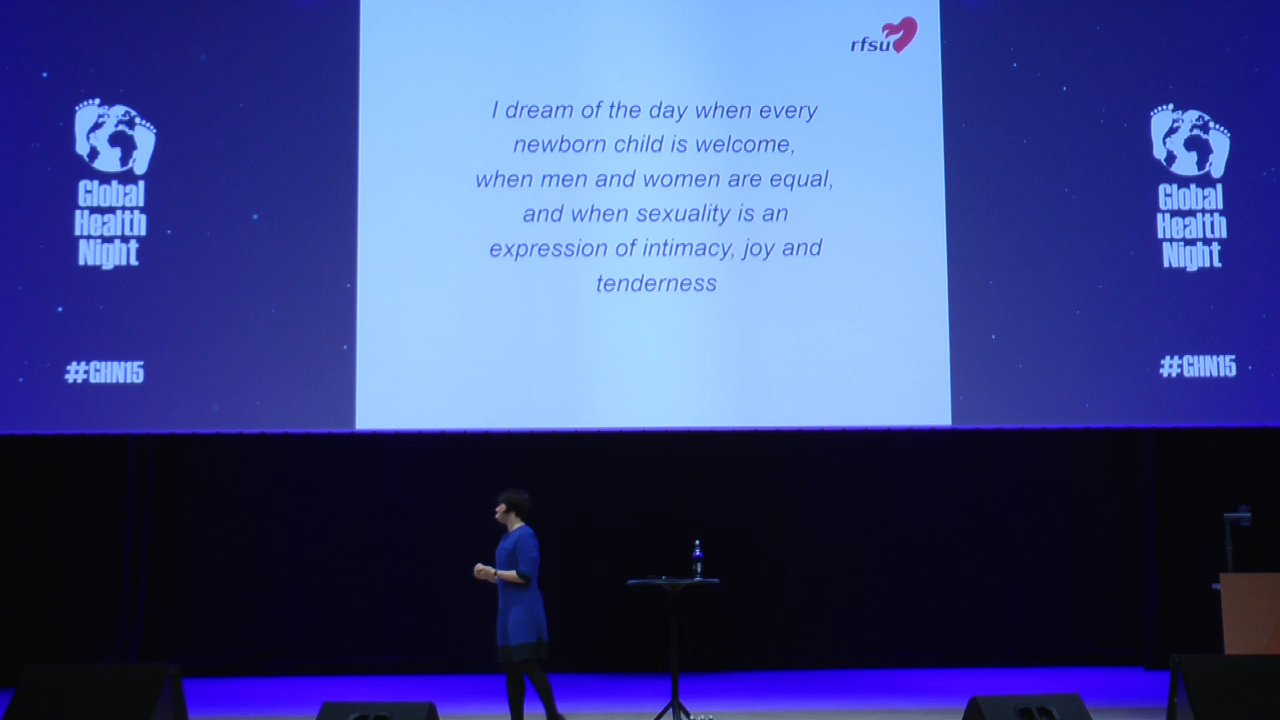 rfsu
I dream of the day when every
newborn child is welcome,
when men and women are equal,
and when sexuality is an
expression of intimacy, joy and
tenderness
Global
Health
Night
#GHN15
Global
Health
Night
#GHN15